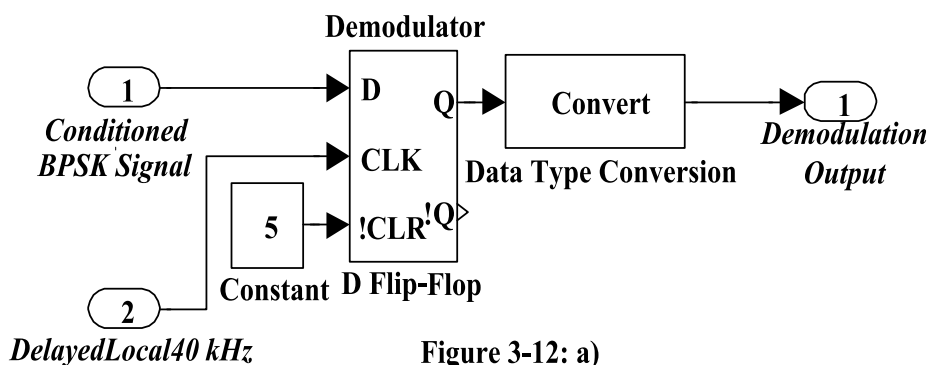 Demodulator
1
Conditioned
BPSK Signal
D
Q
CLK
!CLR
!Q
5
Constant
D Flip-Flop
Convert
Data Type Conversion
1
Demodulation
Output
2
DelayedLocal40 kHz
Figure 3-12: a)